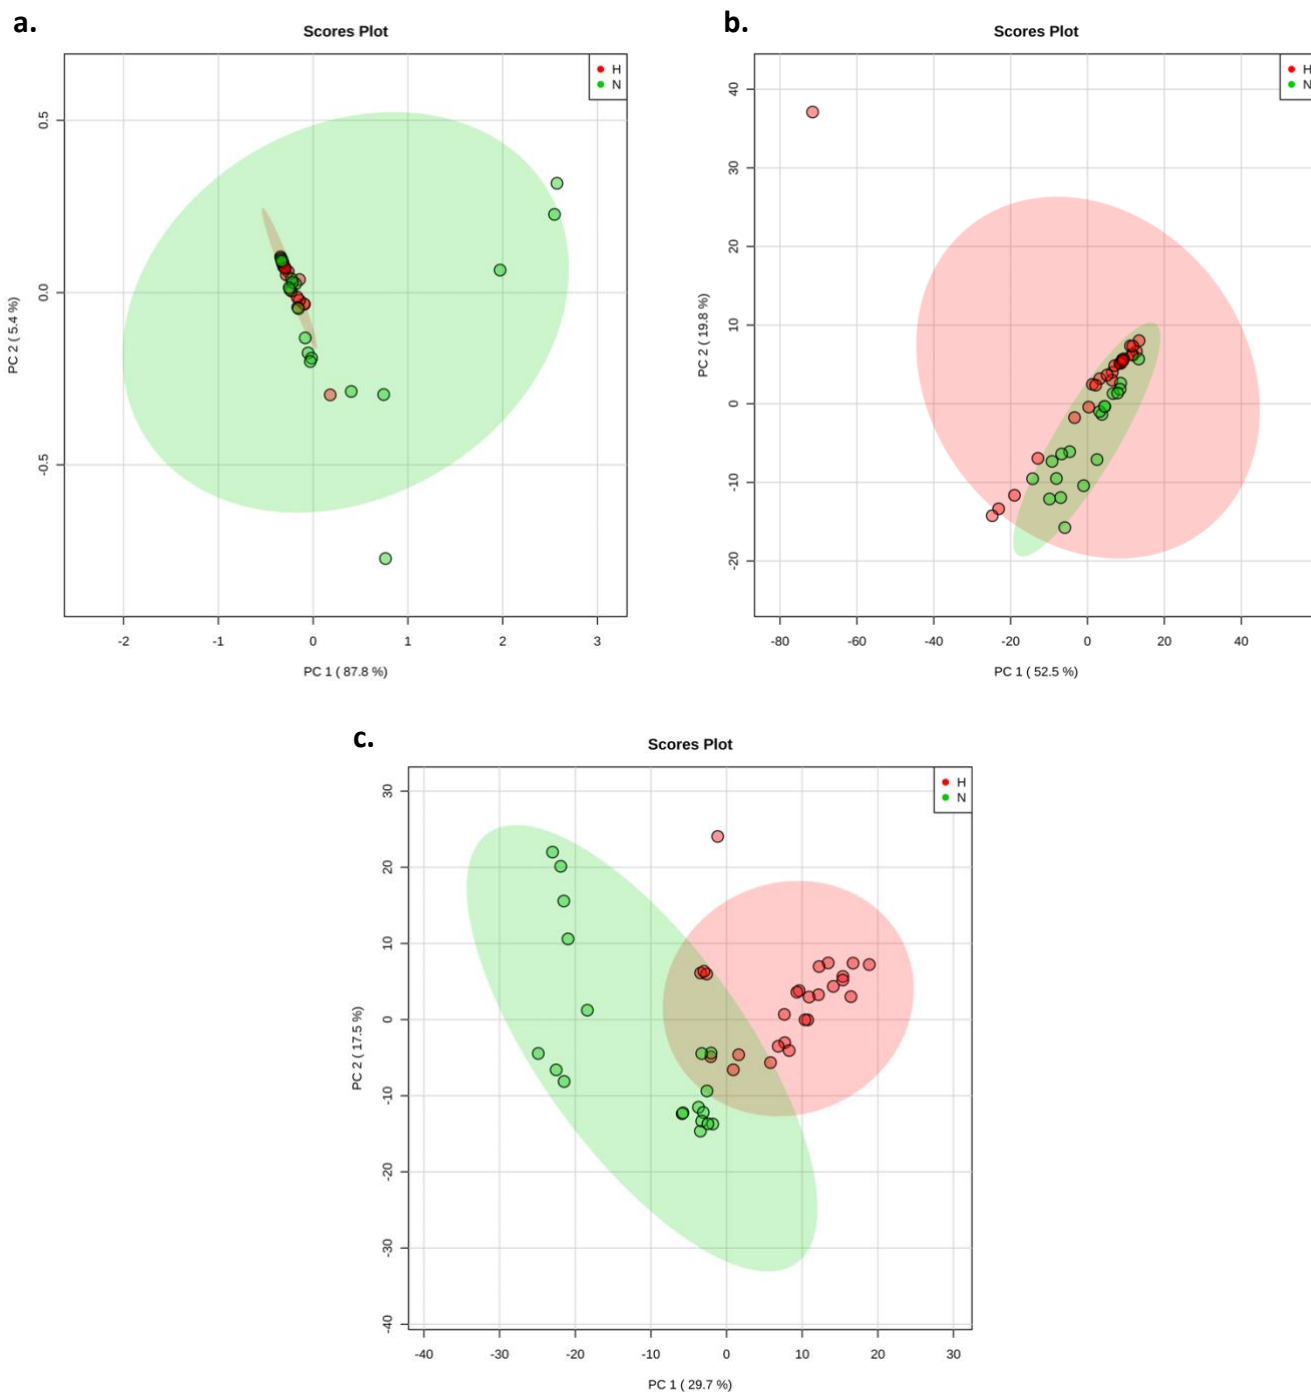 a.
Scores Plot
H
N
0.5
0.0
-0.5
PC 2 ( 5.4 %)
-2 -1 0 1 2 3
PC 1 ( 87.8 %)
b.
Scores Plot
H
N
40
30
20
10
0
-10
-20
PC 2 ( 19.8 %)
-80 -60 -40 -20 0 20 40
PC 1 ( 52.5 %)
c.
Scores Plot
H
N
30
20
10
0
-10
-20
-30
-40
PC 2 ( 17.5 %)
-40 -30 -20 -10 0 10 20 30
PC 1 ( 29.7 %)